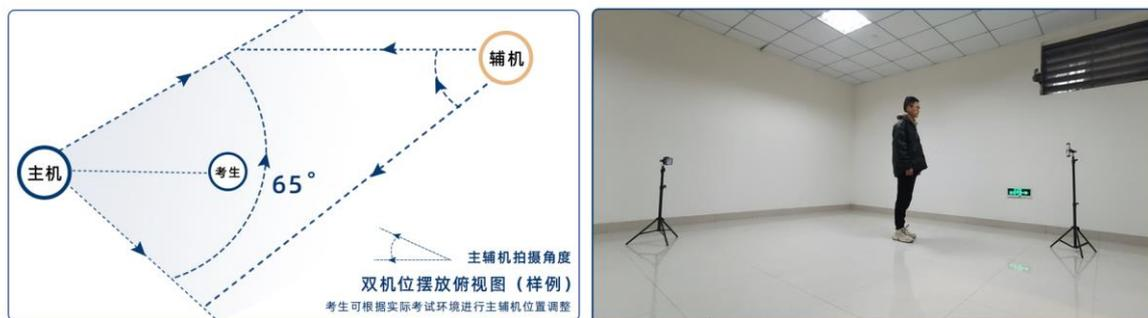 辅机
主机
考生
65°
主辅机拍摄角度
双机位摆放俯视图（样例）
考生可根据实际考试环境进行主辅机位置调整